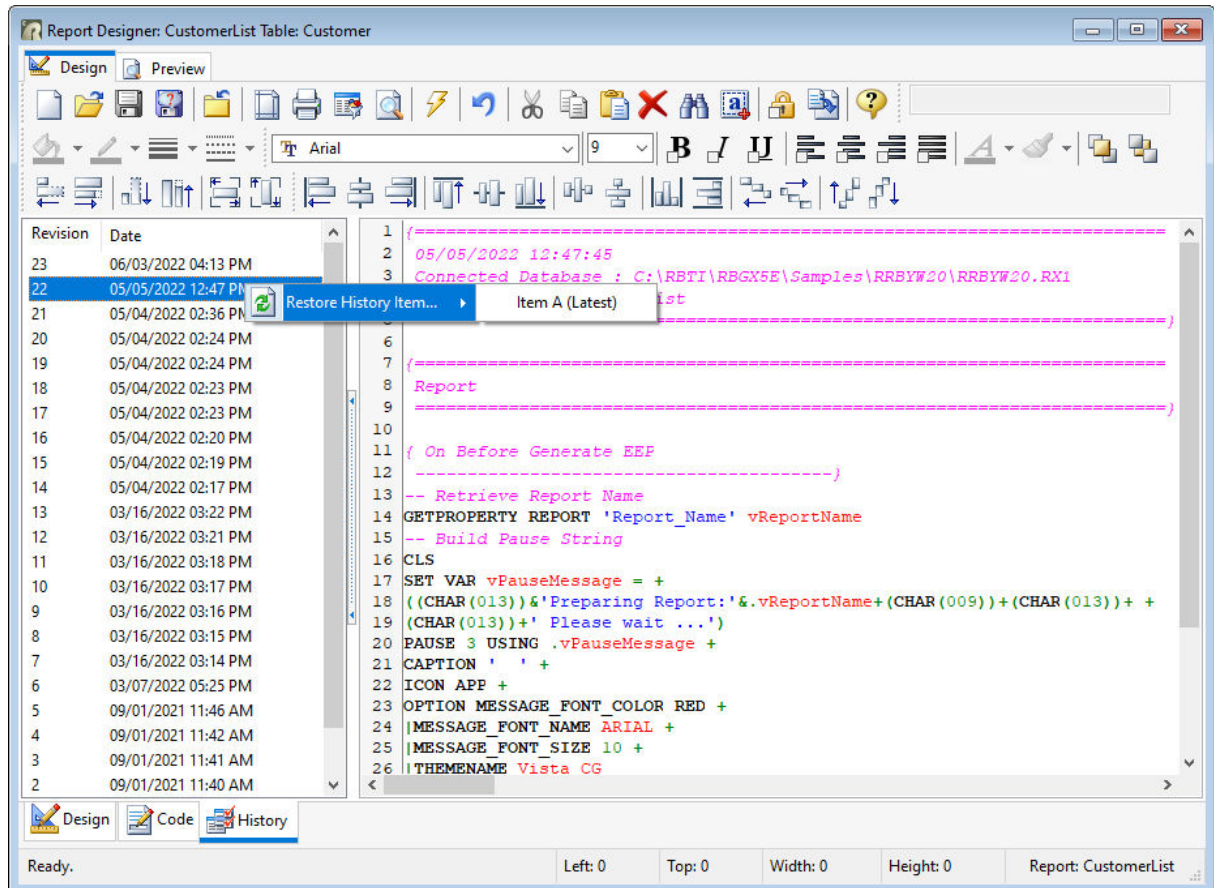 Report Designer: CustomerList Table: Customer
Design Preview
Arial 9 B I U
Revision Date
23 06/03/2022 04:13 PM
22 05/05/2022 12:47 PM
21 05/04/2022 02:36 PM
20 05/04/2022 02:24 PM
19 05/04/2022 02:24 PM
18 05/04/2022 02:23 PM
17 05/04/2022 02:23 PM
16 05/04/2022 02:20 PM
15 05/04/2022 02:19 PM
14 05/04/2022 02:17 PM
13 03/16/2022 03:22 PM
12 03/16/2022 03:21 PM
11 03/16/2022 03:18 PM
10 03/16/2022 03:17 PM
9 03/16/2022 03:16 PM
8 03/16/2022 03:15 PM
7 03/16/2022 03:14 PM
6 03/07/2022 05:25 PM
5 09/01/2021 11:46 AM
4 09/01/2021 11:42 AM
3 09/01/2021 11:41 AM
2 09/01/2021 11:40 AM
Restore History Item...
Item A (Latest)
1 {==========================================================================
2 05/05/2022 12:47:45
3 Connected Database : C:\RBTI\RBGX5E\Samples\RRBYW20\RRBYW20.RX1
ist
==========================================================================}
6
7 {==========================================================================
8 Report
9 ==========================================================================}
10
11 { On Before Generate EEP
12 -----------------------------------------}
13 -- Retrieve Report Name
14 GETPROPERTY REPORT 'Report_Name' vReportName
15 -- Build Pause String
16 CLS
17 SET VAR vPauseMessage = +
18 ((CHAR(013))&'Preparing Report:'&.vReportName+(CHAR(009))+(CHAR(013))+ +
19 (CHAR(013))+' Please wait ...')
20 PAUSE 3 USING .vPauseMessage +
21 CAPTION '  ' +
22 ICON APP +
23 OPTION MESSAGE_FONT_COLOR RED +
24 |MESSAGE_FONT_NAME ARIAL +
25 |MESSAGE_FONT_SIZE 10 +
26 |THEMENAME Vista CG
Design Code History
Ready. Left: 0 Top: 0 Width: 0 Height: 0 Report: CustomerList